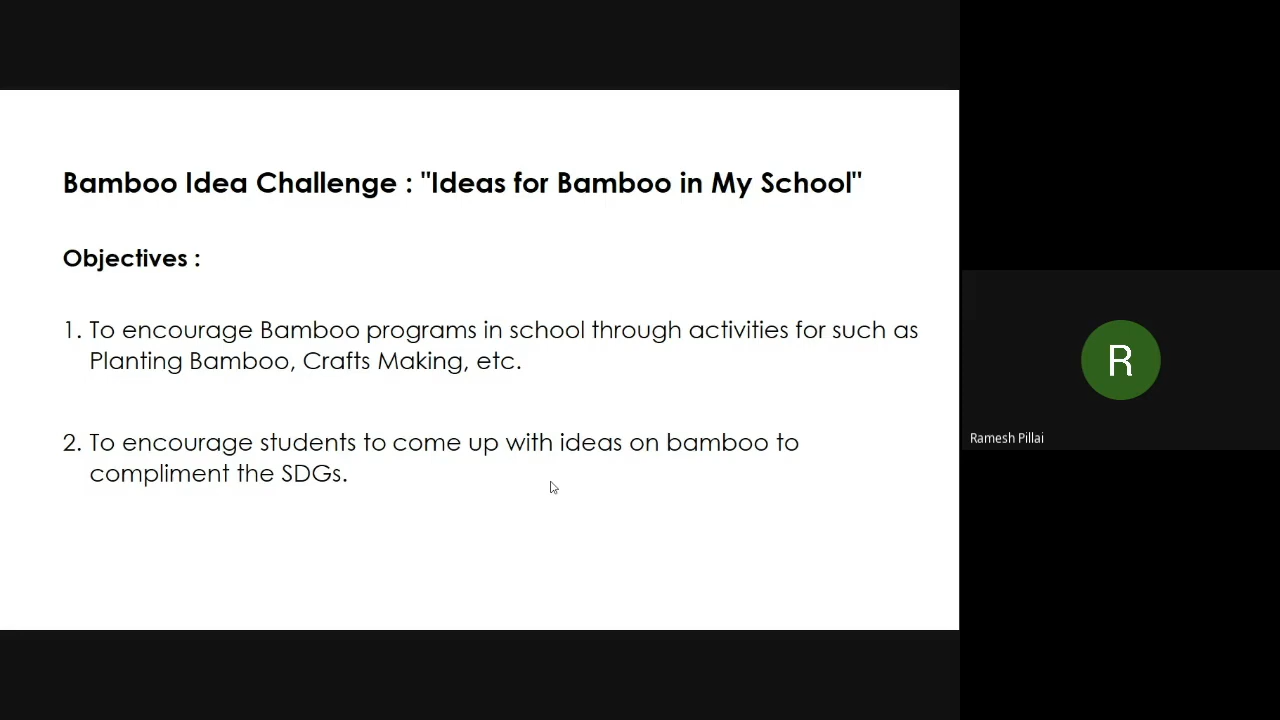 Bamboo Idea Challenge : "Ideas for Bamboo in My School"
Objectives :
1. To encourage Bamboo programs in school through activities for such as
Planting Bamboo, Crafts Making, etc.
2. To encourage students to come up with ideas on bamboo to
compliment the SDGs.
R
Ramesh Pillai